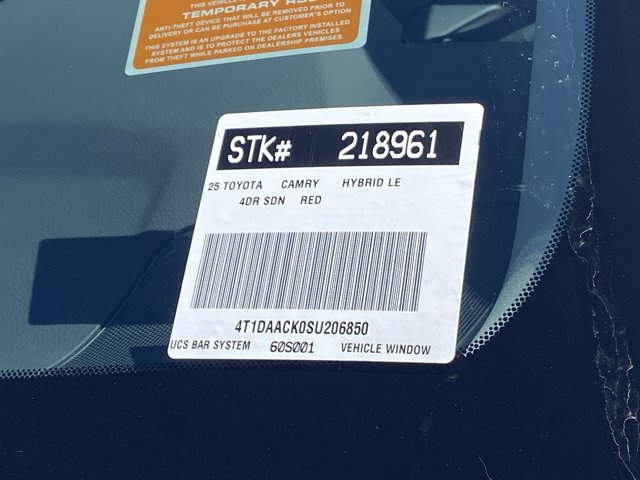 THIS VEHICLE
TEMPORARY
ANTI-THEFT DEVICE THAT WILL BE REMOVED PRIOR TO
DELIVERY OR CAN BE PURCHASED AT CUSTOMER'S OPTION
THIS SYSTEM IS AN UPGRADE TO THE FACTORY INSTALLED
SYSTEM AND IS TO PROTECT THE DEALERS VEHICLES
FROM THEFT WHILE PARKED ON DEALERSHIP PREMISES.
STK# 218961
25 TOYOTA CAMRY HYBRID LE
4DR SDN RED
4T1DAACK0SU206850
UCS BAR SYSTEM 60S001 VEHICLE WINDOW